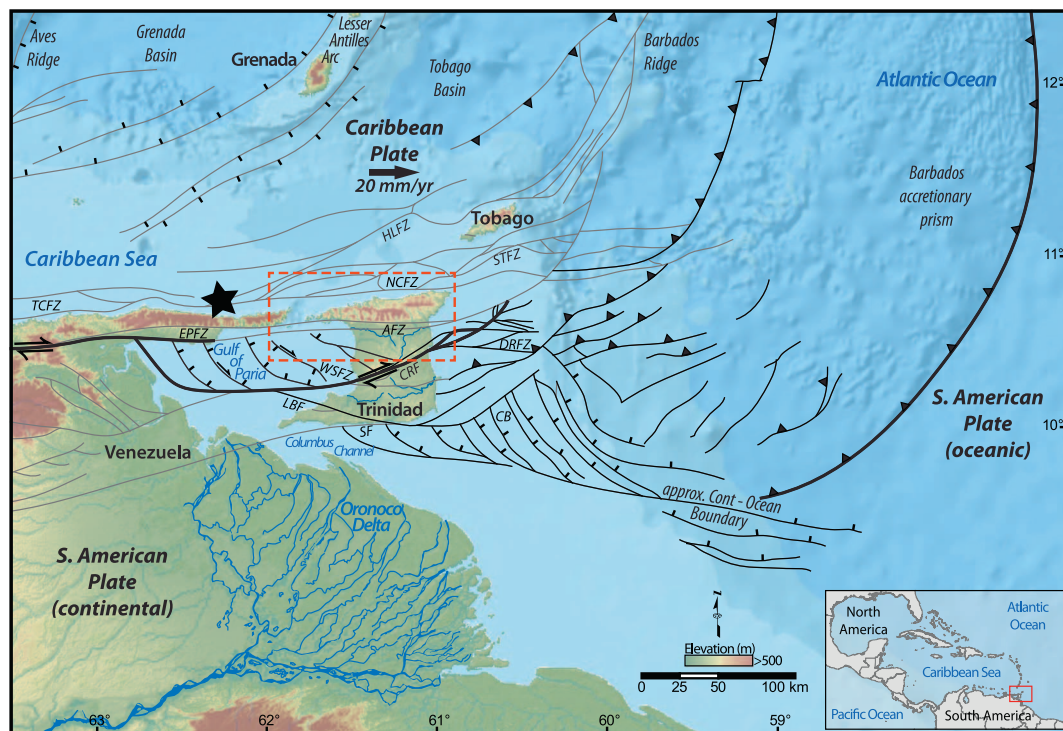 Aves
Ridge
Grenada
Basin
Lesser
Antilles
Arc
Grenada
Tobago
Basin
Barbados
Ridge
Atlantic Ocean
12°
Caribbean
Plate
20 mm/yr
Barbados
accretionary
prism
Tobago
HLFZ
STFZ
11°
Caribbean Sea
NCFZ
TCFZ
EPFZ
AFZ
Gulf
of
Paria
WSFZ
CRF
DRFZ
LBF
Trinidad
CB
S. American
Plate
(oceanic)
10°
SF
Columbus
Channel
Venezuela
approx. Cont - Ocean
Boundary
Oronoco
Delta
S. American
Plate
(continental)
Elevation (m)
>500
0 25 50 100 km
63°
62°
61°
60°
59°
North
America
Atlantic
Ocean
Caribbean Sea
Pacific Ocean
South America